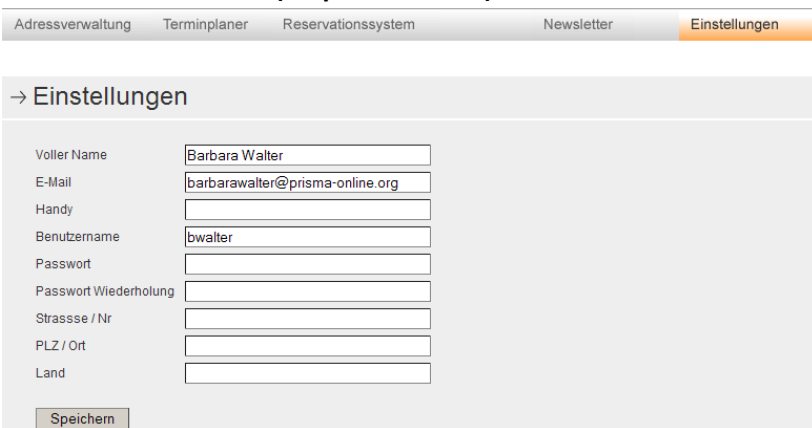 Adressverwaltung Terminplaner Reservationssystem Newsletter Einstellungen
→ Einstellungen
Voller Name Barbara Walter
E-Mail barbarawalter@prisma-online.org
Handy
Benutzername bwalter
Passwort
Passwort Wiederholung
Strassse / Nr
PLZ / Ort
Land
Speichern